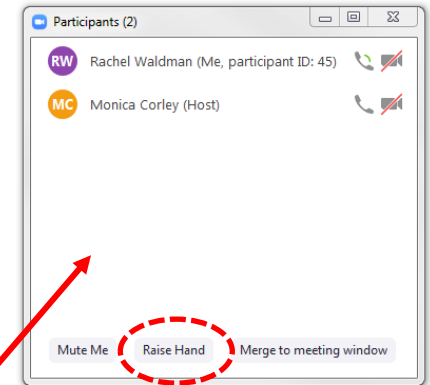 Participants (2)
RW Rachel Waldman (Me, participant ID: 45)
MC Monica Corley (Host)
Mute Me Raise Hand Merge to meeting window